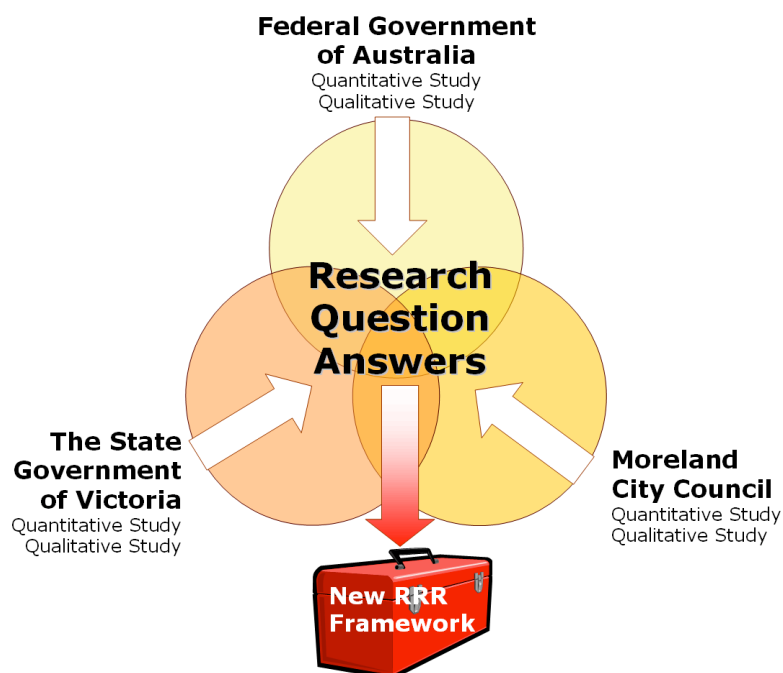 Federal Government
of Australia
Quantitative Study
Qualitative Study
Research
Question
Answers
The State
Government
of Victoria
Quantitative Study
Qualitative Study
Moreland
City Council
Quantitative Study
Qualitative Study
New RRR
Framework